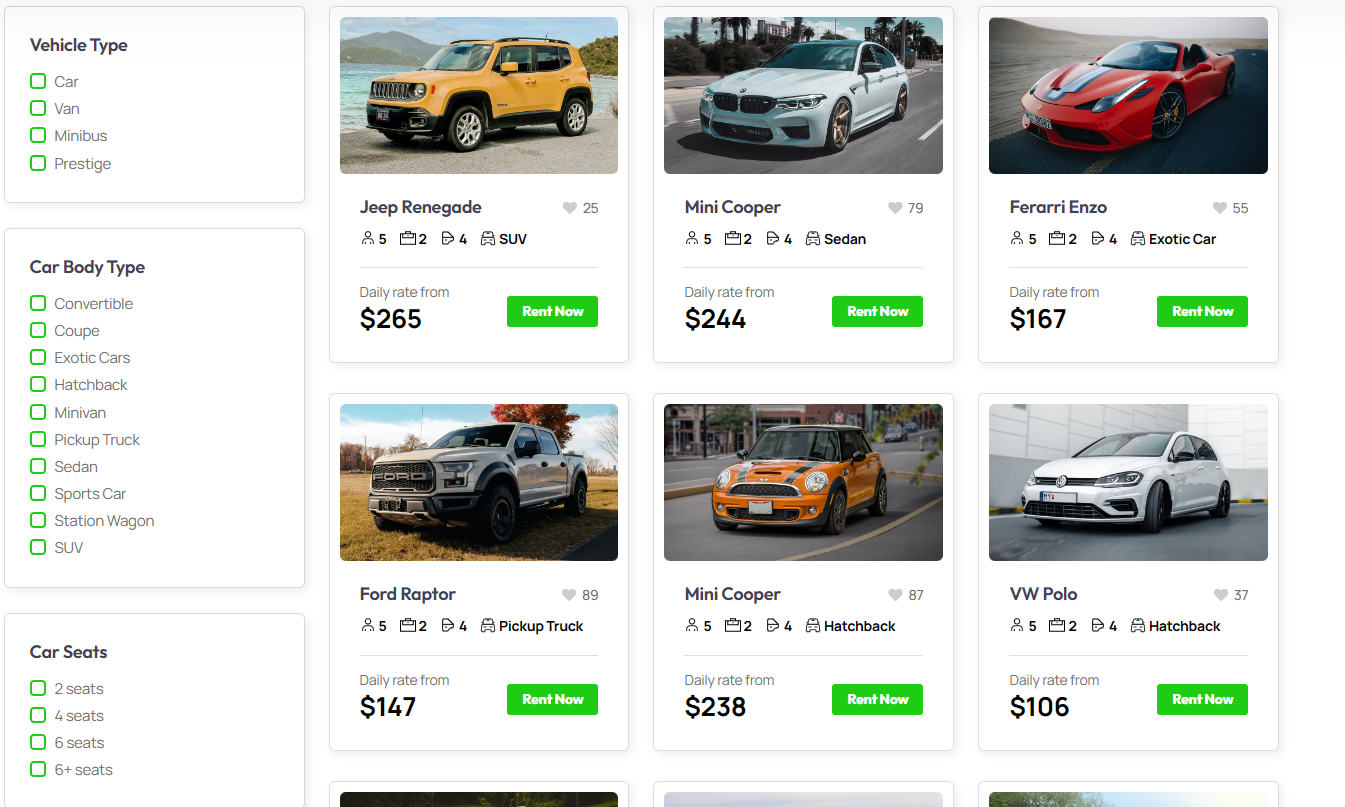 Vehicle Type
Car
Van
Minibus
Prestige
Car Body Type
Convertible
Coupe
Exotic Cars
Hatchback
Minivan
Pickup Truck
Sedan
Sports Car
Station Wagon
SUV
Car Seats
2 seats
4 seats
6 seats
6+ seats
Jeep Renegade 25
5 2 4 SUV
Daily rate from
$265 Rent Now
Mini Cooper 79
5 2 4 Sedan
Daily rate from
$244 Rent Now
Ferarri Enzo 55
5 2 4 Exotic Car
Daily rate from
$167 Rent Now
FORD
Ford Raptor 89
5 2 4 Pickup Truck
Daily rate from
$147 Rent Now
Mini Cooper 87
5 2 4 Hatchback
Daily rate from
$238 Rent Now
VW Polo 37
5 2 4 Hatchback
Daily rate from
$106 Rent Now